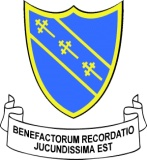 BENEFACTORUM RECORDATIO
JUCUNDISSIMA EST